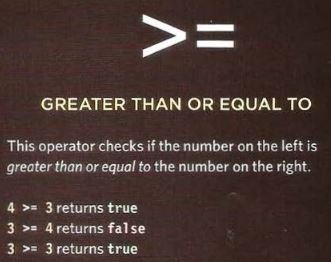 >=
GREATER THAN OR EQUAL TO
This operator checks if the number on the left is
greater than or equal to the number on the right.
4 >= 3 returns true
3 >= 4 returns false
3 >= 3 returns true